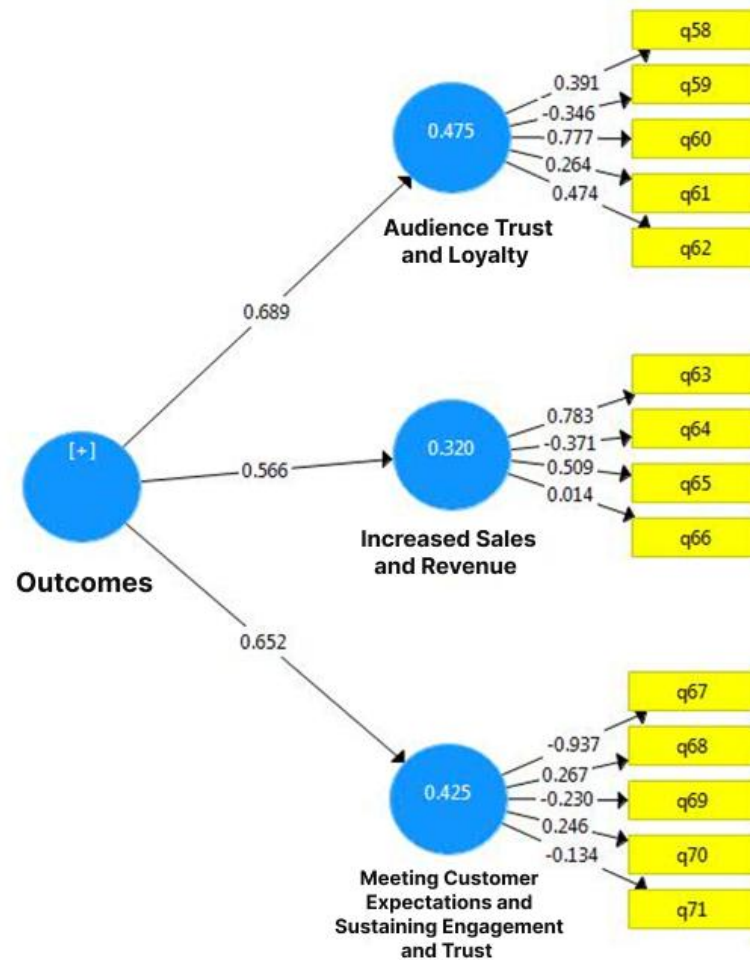 q58
0.391
q59
-0.346
0.475
0.777
q60
0.264
q61
0.474
q62
Audience Trust
and Loyalty
0.689
q63
0.783
q64
-0.371
[+]
0.320
0.566
0.509
q65
0.014
q66
Increased Sales
and Revenue
Outcomes
0.652
q67
-0.937
q68
0.267
0.425
-0.230
q69
0.246
q70
-0.134
q71
Meeting Customer
Expectations and
Sustaining Engagement
and Trust